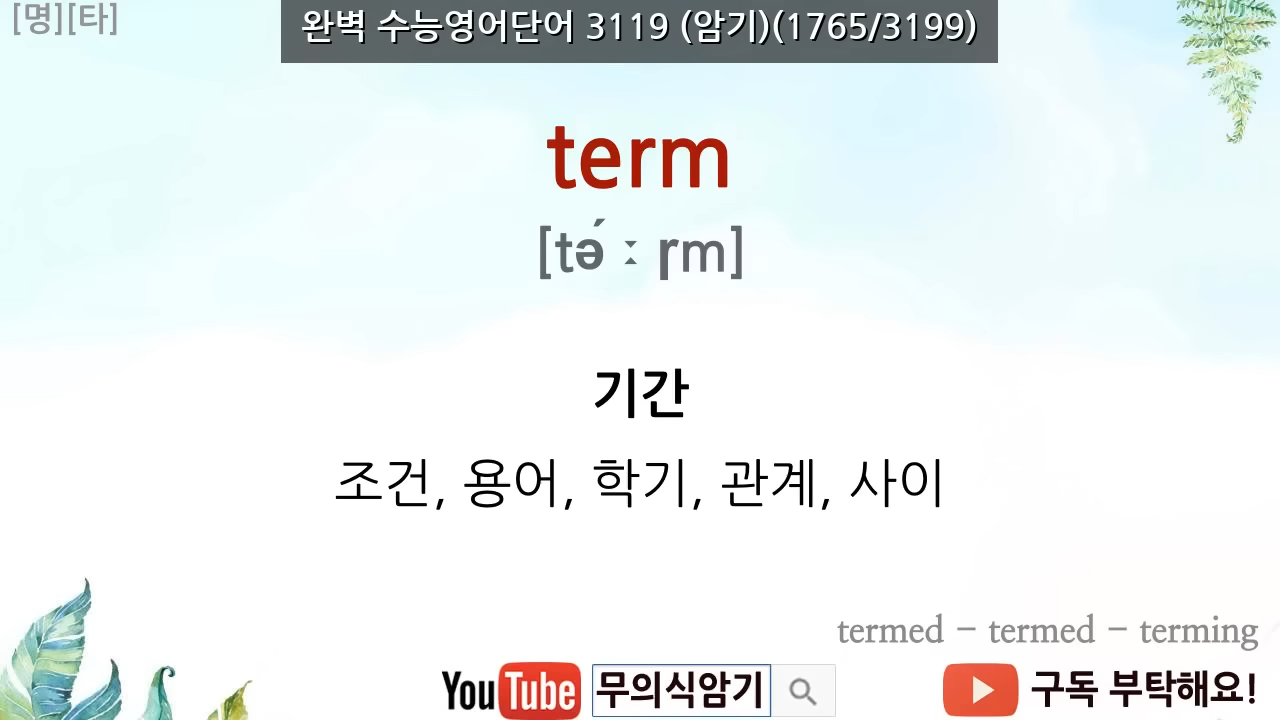 [명][타]
완벽 수능영어단어 3119 (암기)(1765/3199)
term
[tə́ːrm]
기간
조건, 용어, 학기, 관계, 사이
termed - termed - terming
YouTube 무의식암기 구독 부탁해요!